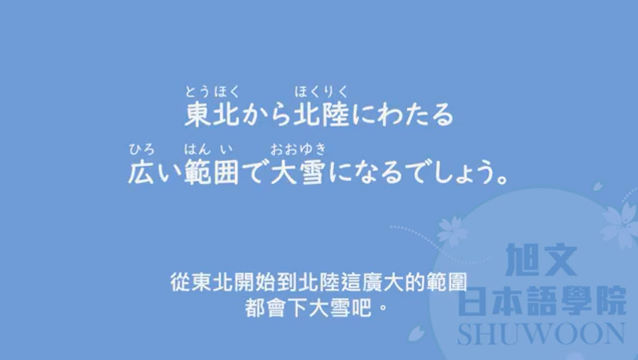 とうほく ほくりく
東北から北陸にわたる
ひろ はんい おおゆき
広い範囲で大雪になるでしょう。
從東北開始到北陸這廣大的範圍
都會下大雪吧。
旭文
日本語學院
SHUWOON